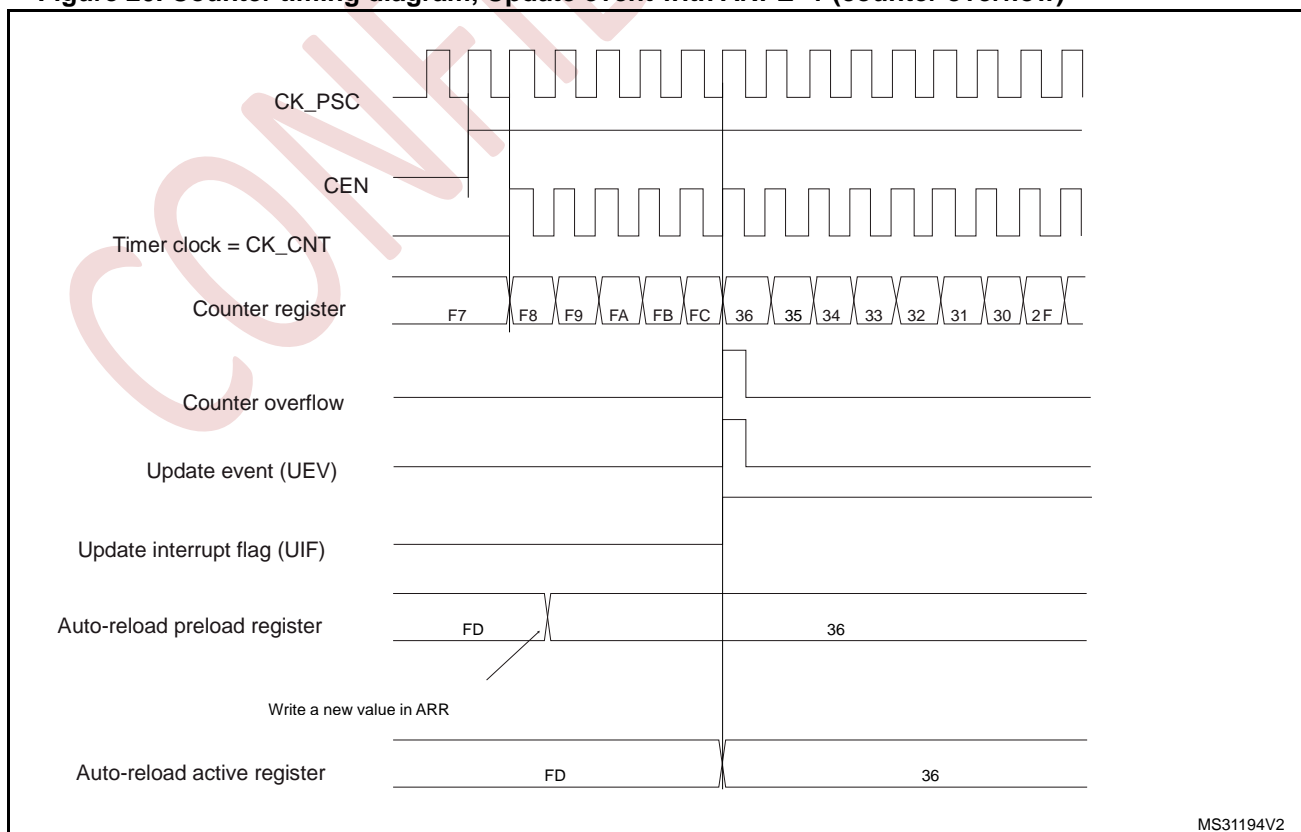 CK_PSC
CEN
Timer clock = CK_CNT
Counter register F7 F8 F9 FA FB FC 36 35 34 33 32 31 30 2F
Counter overflow
Update event (UEV)
Update interrupt flag (UIF)
Auto-reload preload register FD 36
Write a new value in ARR
Auto-reload active register FD 36
MS31194V2